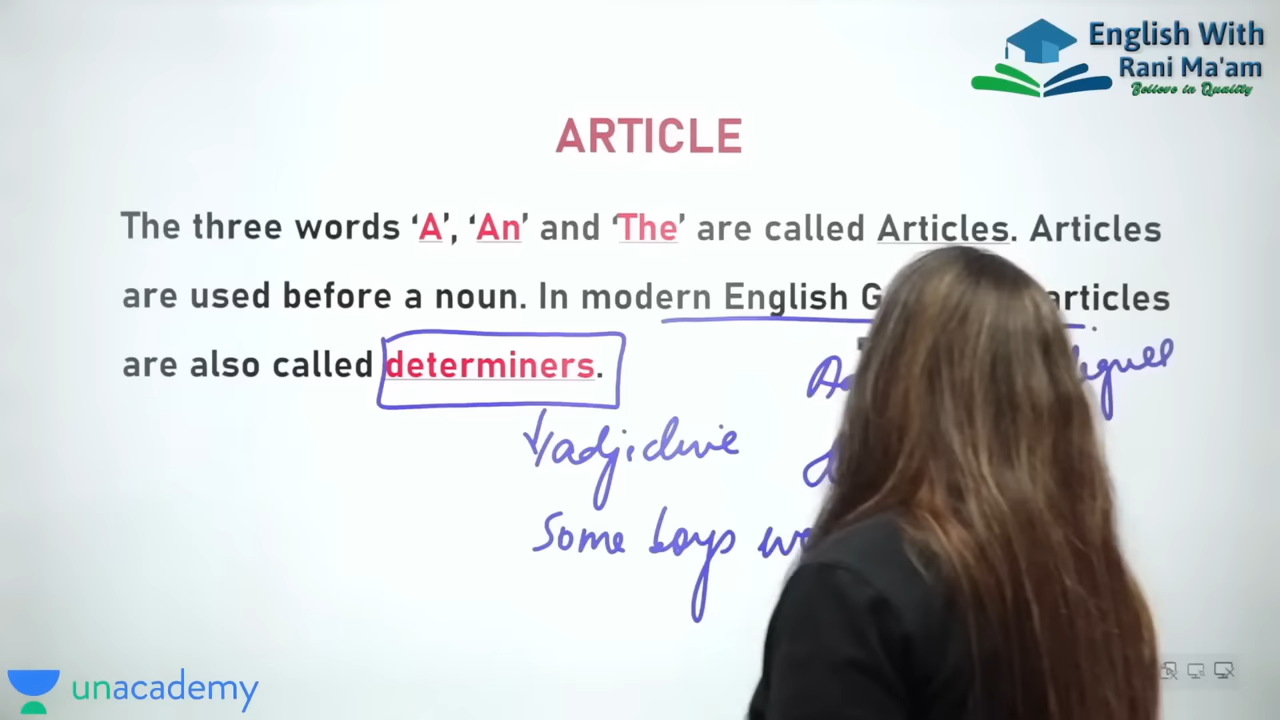 English With
Rani Ma'am
Believe in Quality
ARTICLE
The three words ‘A’, ‘An’ and ‘The’ are called Articles. Articles
are used before a noun. In modern English G articles
are also called determiners.
adjective
Some boys we
unacademy